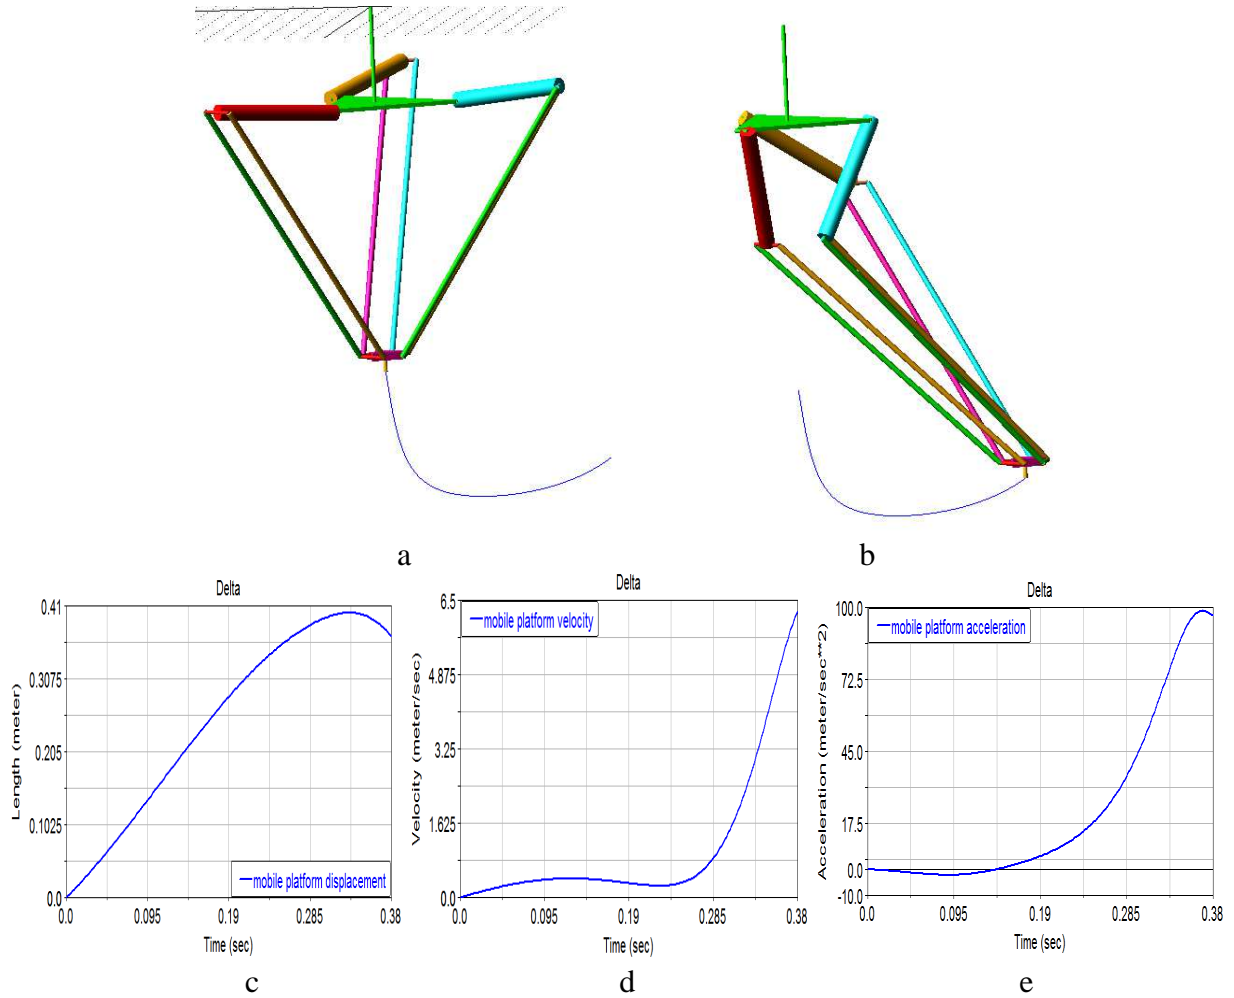 a
b
Delta
Length (meter)
0.41
0.3075
0.205
0.1025
0.0
mobile platform displacement
0.0
0.095
0.19
0.285
0.38
Time (sec)
c
Delta
Velocity (meter/sec)
6.5
4.875
3.25
1.625
0.0
mobile platform velocity
0.0
0.095
0.19
0.285
0.38
Time (sec)
d
Delta
Acceleration (meter/sec**2)
100.0
72.5
45.0
17.5
0.0
-10.0
mobile platform acceleration
0.0
0.095
0.19
0.285
0.38
Time (sec)
e